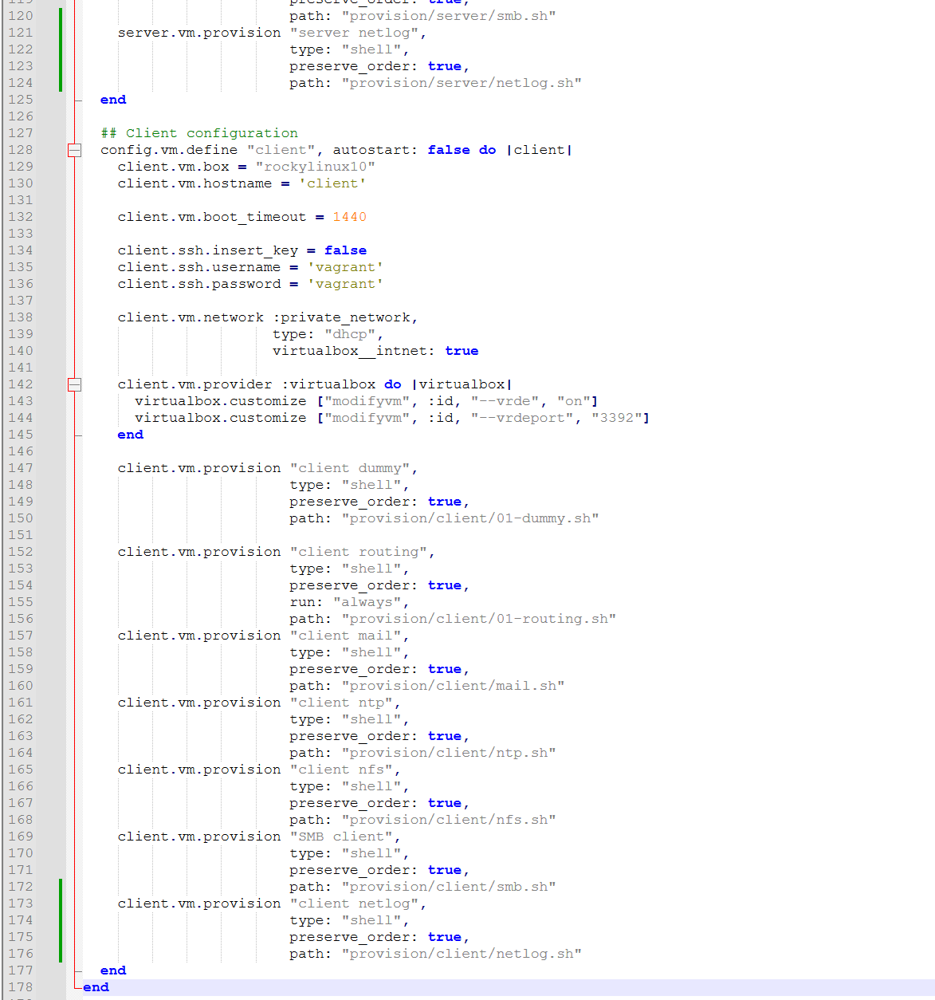 119 preserve_order: true,
120 path: "provision/server/smb.sh"
121 server.vm.provision "server netlog",
122 type: "shell",
123 preserve_order: true,
124 path: "provision/server/netlog.sh"
125 end
126
127 ## Client configuration
128 config.vm.define "client", autostart: false do |client|
129 client.vm.box = "rockylinux10"
130 client.vm.hostname = 'client'
131
132 client.vm.boot_timeout = 1440
133
134 client.ssh.insert_key = false
135 client.ssh.username = 'vagrant'
136 client.ssh.password = 'vagrant'
137
138 client.vm.network :private_network,
139 type: "dhcp",
140 virtualbox__intnet: true
141
142 client.vm.provider :virtualbox do |virtualbox|
143 virtualbox.customize ["modifyvm", :id, "--vrde", "on"]
144 virtualbox.customize ["modifyvm", :id, "--vrdeport", "3392"]
145 end
146
147 client.vm.provision "client dummy",
148 type: "shell",
149 preserve_order: true,
150 path: "provision/client/01-dummy.sh"
151
152 client.vm.provision "client routing",
153 type: "shell",
154 preserve_order: true,
155 run: "always",
156 path: "provision/client/01-routing.sh"
157 client.vm.provision "client mail",
158 type: "shell",
159 preserve_order: true,
160 path: "provision/client/mail.sh"
161 client.vm.provision "client ntp",
162 type: "shell",
163 preserve_order: true,
164 path: "provision/client/ntp.sh"
165 client.vm.provision "client nfs",
166 type: "shell",
167 preserve_order: true,
168 path: "provision/client/nfs.sh"
169 client.vm.provision "SMB client",
170 type: "shell",
171 preserve_order: true,
172 path: "provision/client/smb.sh"
173 client.vm.provision "client netlog",
174 type: "shell",
175 preserve_order: true,
176 path: "provision/client/netlog.sh"
177 end
178 end